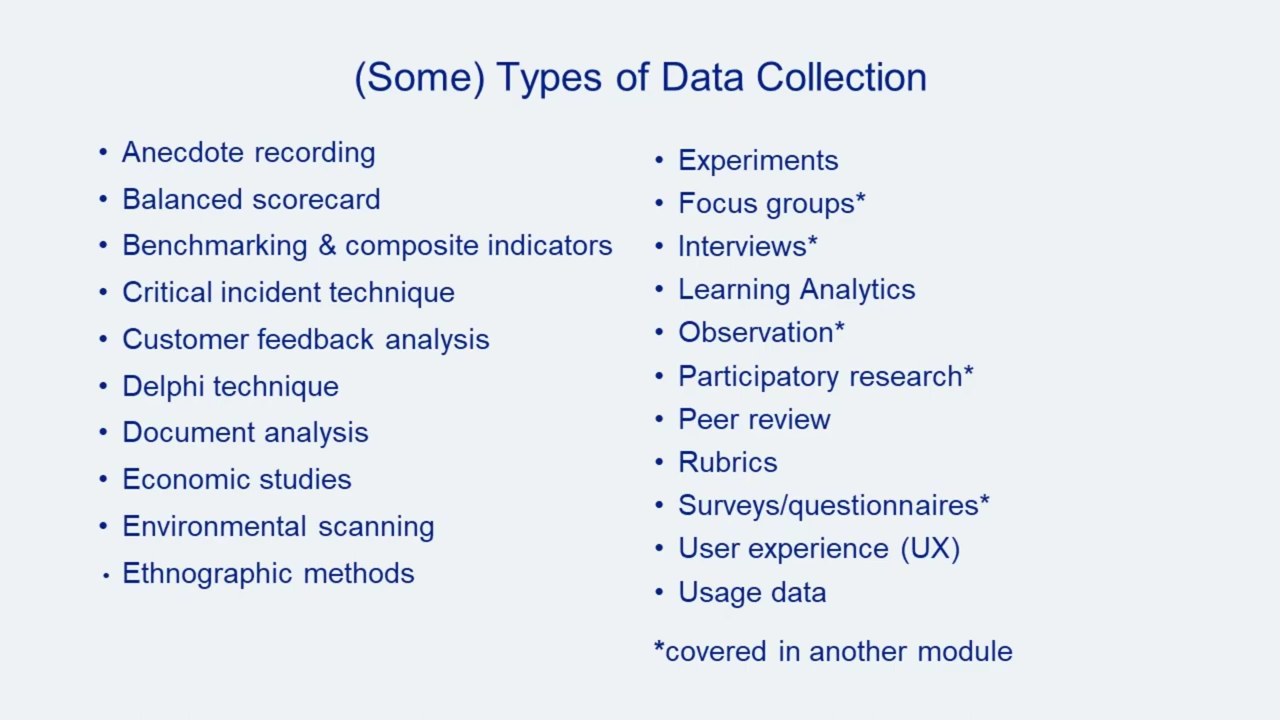 (Some) Types of Data Collection
• Anecdote recording
• Balanced scorecard
• Benchmarking & composite indicators
• Critical incident technique
• Customer feedback analysis
• Delphi technique
• Document analysis
• Economic studies
• Environmental scanning
• Ethnographic methods
• Experiments
• Focus groups*
• Interviews*
• Learning Analytics
• Observation*
• Participatory research*
• Peer review
• Rubrics
• Surveys/questionnaires*
• User experience (UX)
• Usage data
*covered in another module